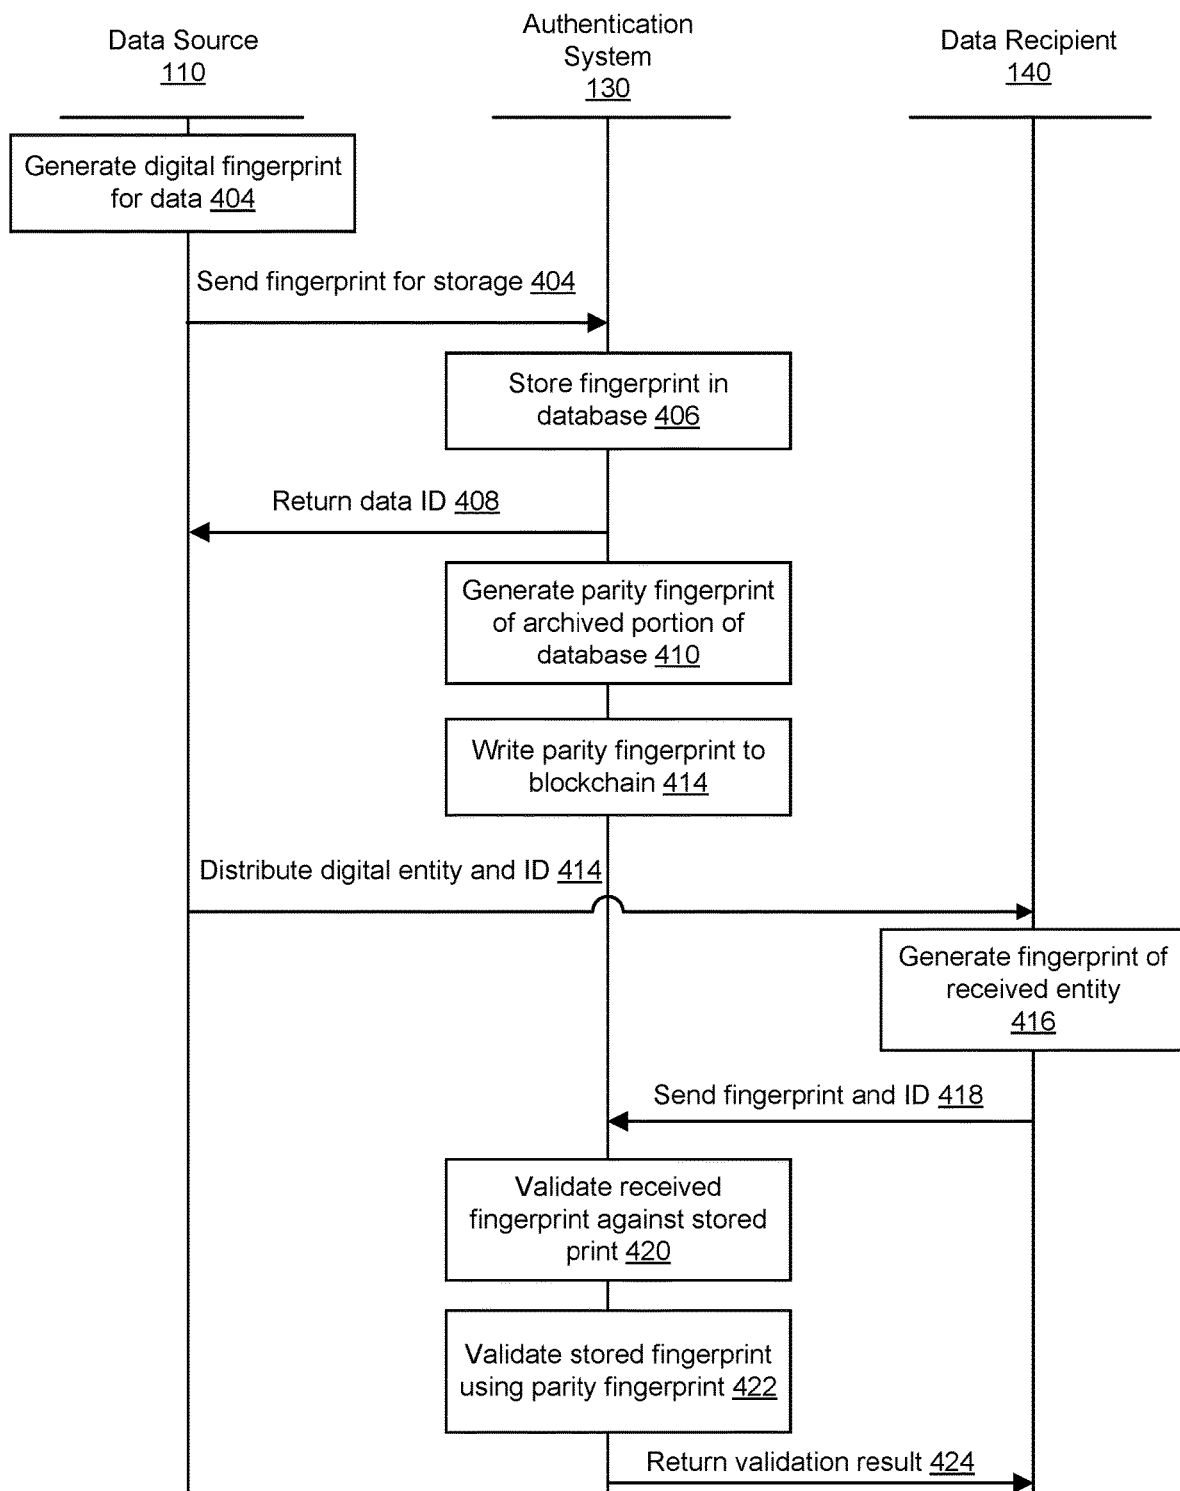 Data Source
110
Authentication
System
130
Data Recipient
140
Generate digital fingerprint
for data 404
Send fingerprint for storage 404
Store fingerprint in
database 406
Return data ID 408
Generate parity fingerprint
of archived portion of
database 410
Write parity fingerprint to
blockchain 414
Distribute digital entity and ID 414
Generate fingerprint of
received entity
416
Send fingerprint and ID 418
Validate received
fingerprint against stored
print 420
Validate stored fingerprint
using parity fingerprint 422
Return validation result 424